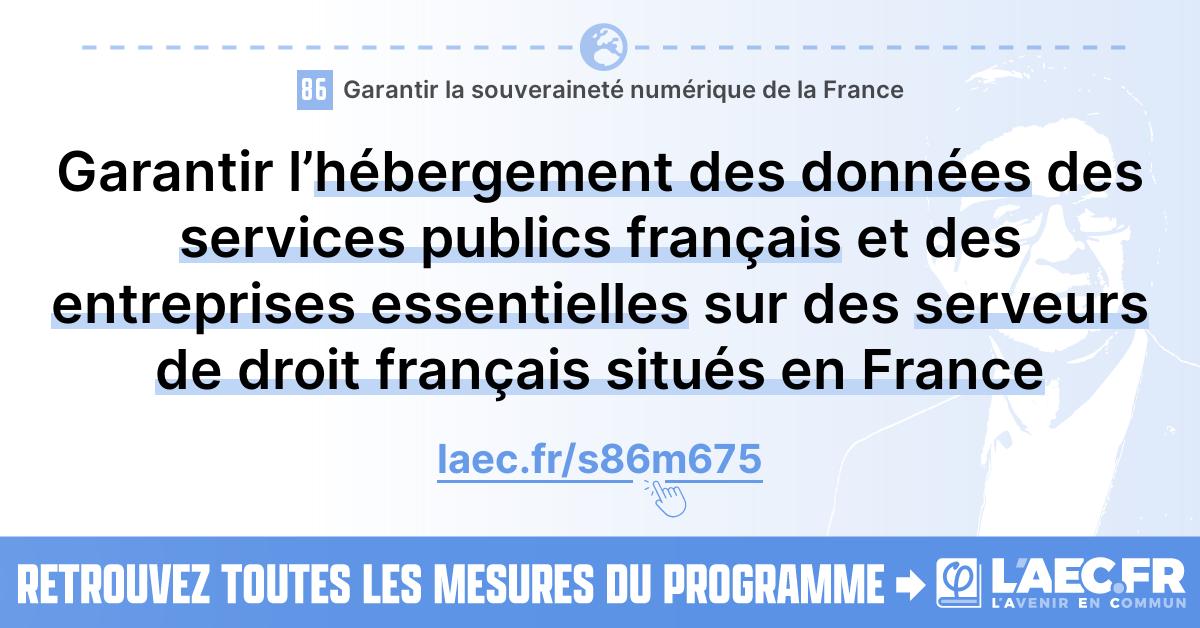 86 Garantir la souveraineté numérique de la France
Garantir l’hébergement des données des
services publics français et des
entreprises essentielles sur des serveurs
de droit français situés en France
laec.fr/s86m675
RETROUVEZ TOUTES LES MESURES DU PROGRAMME
φ L'AEC.FR
L'AVENIR EN COMMUN